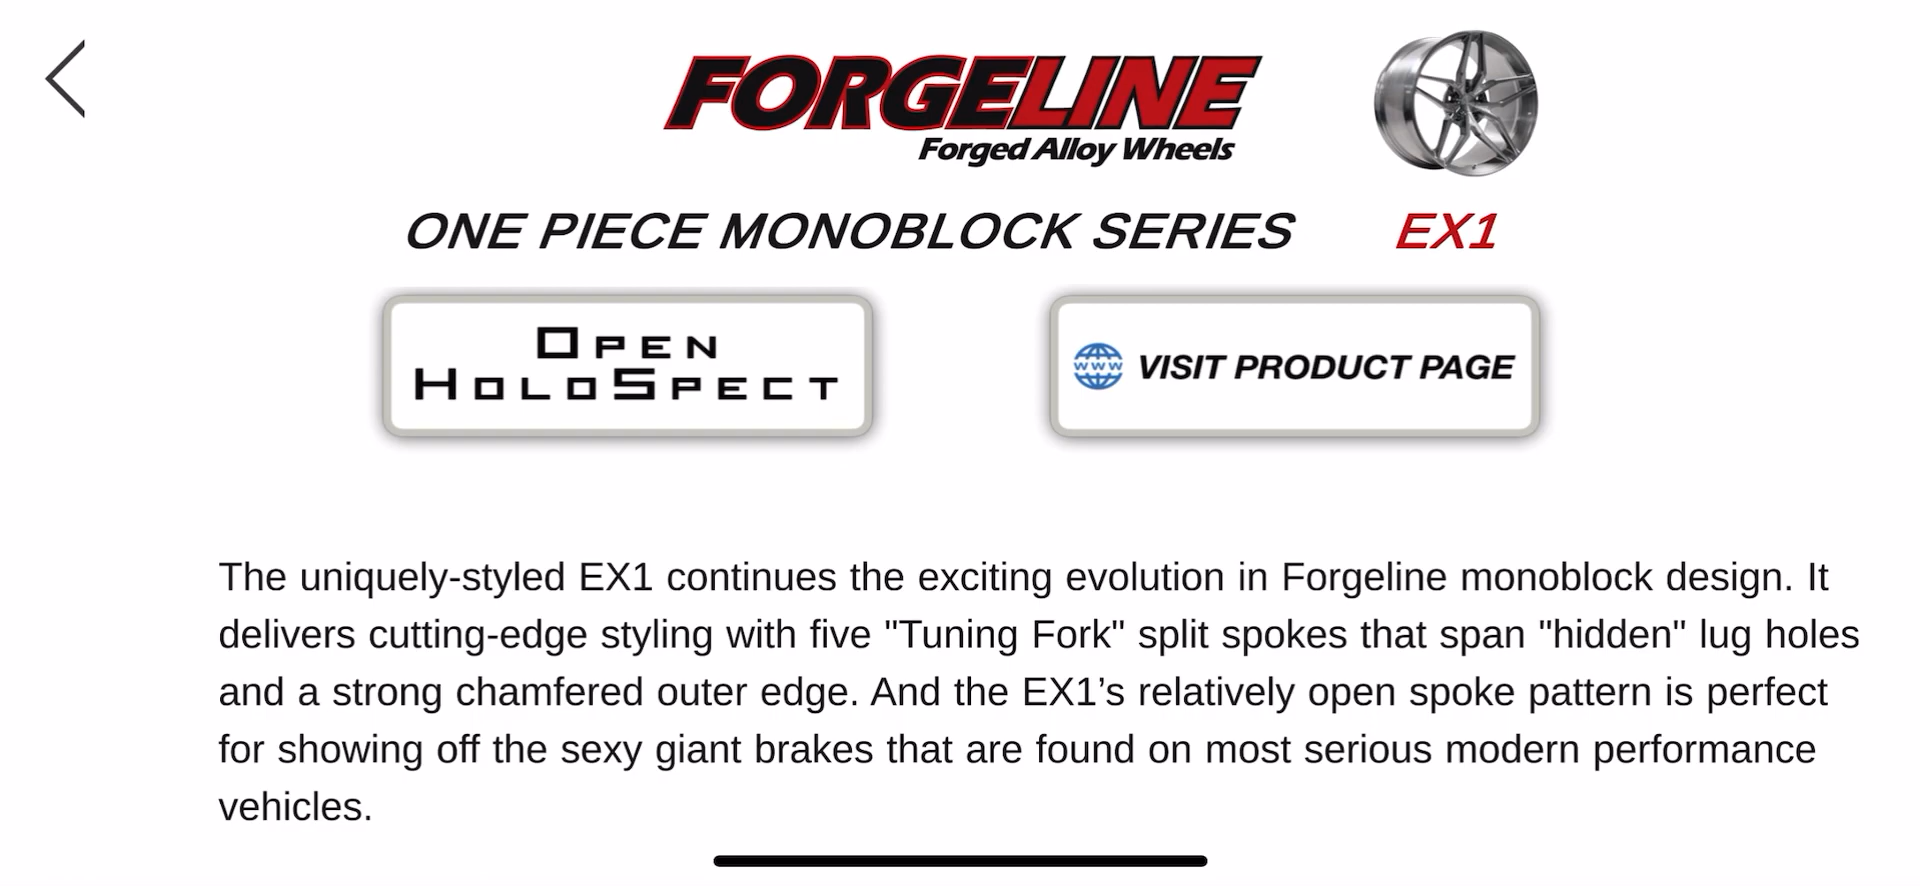 FORGELINE
Forged Alloy Wheels
ONE PIECE MONOBLOCK SERIES EX1
OPEN
HOLOSPECT
WWW VISIT PRODUCT PAGE
The uniquely-styled EX1 continues the exciting evolution in Forgeline monoblock design. It
delivers cutting-edge styling with five "Tuning Fork" split spokes that span "hidden" lug holes
and a strong chamfered outer edge. And the EX1’s relatively open spoke pattern is perfect
for showing off the sexy giant brakes that are found on most serious modern performance
vehicles.